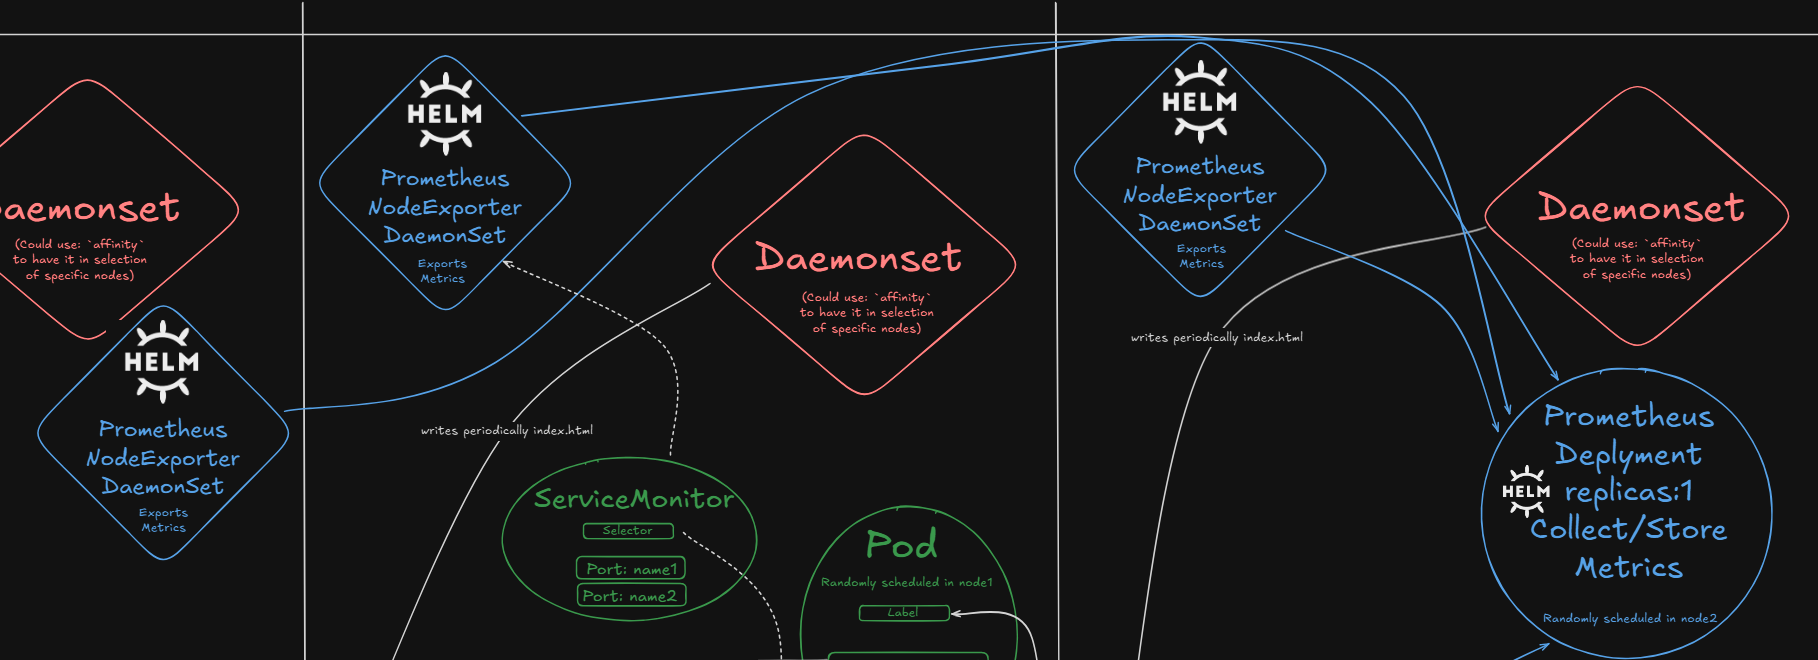 Daemonset
(Could use: `affinity`
to have it in selection
of specific nodes)
HELM
Prometheus
NodeExporter
DaemonSet
Exports
Metrics
HELM
Prometheus
NodeExporter
DaemonSet
Exports
Metrics
Daemonset
(Could use: `affinity`
to have it in selection
of specific nodes)
writes periodically index.html
ServiceMonitor
Selector
Port: name1
Port: name2
Pod
Randomly scheduled in node1
Label
HELM
Prometheus
NodeExporter
DaemonSet
Exports
Metrics
Daemonset
(Could use: `affinity`
to have it in selection
of specific nodes)
writes periodically index.html
HELM
Prometheus
Deplyment
replicas:1
Collect/Store
Metrics
Randomly scheduled in node2